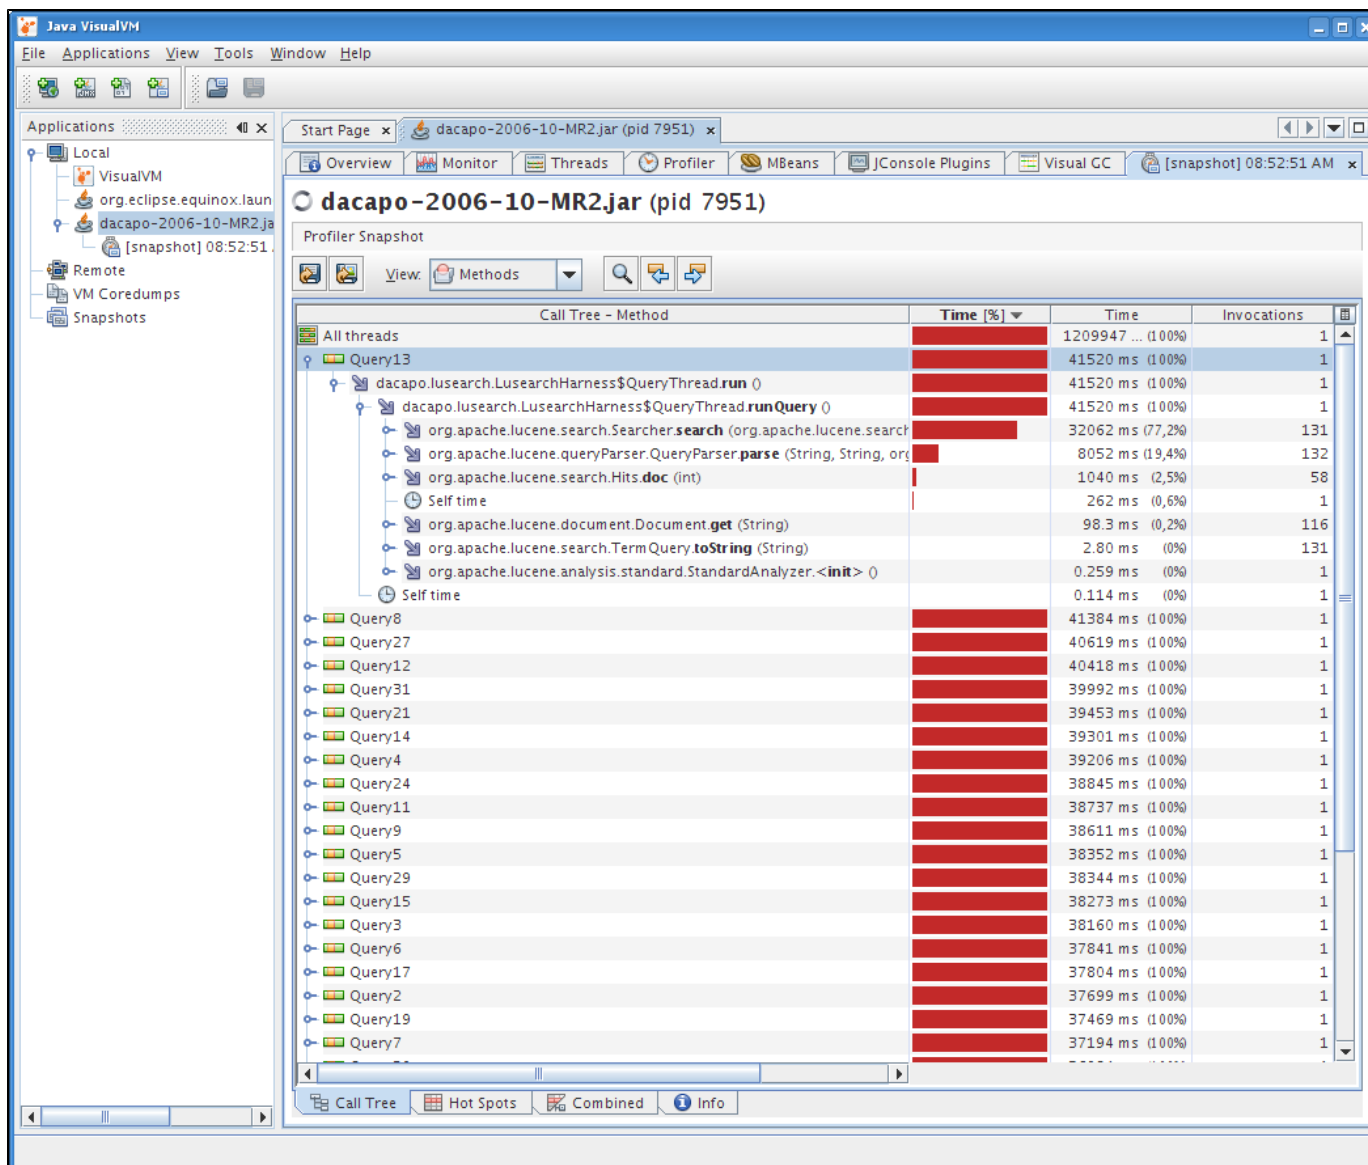 Java VisualVM
File Applications View Tools Window Help
Applications
Local
VisualVM
org.eclipse.equinox.laun
dacapo-2006-10-MR2.ja
[snapshot] 08:52:51
Remote
VM Coredumps
Snapshots
Start Page dacapo-2006-10-MR2.jar (pid 7951)
Overview Monitor Threads Profiler MBeans JConsole Plugins Visual GC [snapshot] 08:52:51 AM
dacapo-2006-10-MR2.jar (pid 7951)
Profiler Snapshot
View: Methods
Call Tree - Method Time [%] Time Invocations
All threads 1209947 ... (100%) 1
Query13 41520 ms (100%) 1
dacapo.lusearch.LusearchHarness$QueryThread.run () 41520 ms (100%) 1
dacapo.lusearch.LusearchHarness$QueryThread.runQuery () 41520 ms (100%) 1
org.apache.lucene.search.Searcher.search (org.apache.lucene.search 32062 ms (77,2%) 131
org.apache.lucene.queryParser.QueryParser.parse (String, String, org 8052 ms (19,4%) 132
org.apache.lucene.search.Hits.doc (int) 1040 ms (2,5%) 58
Self time 262 ms (0,6%) 1
org.apache.lucene.document.Document.get (String) 98.3 ms (0,2%) 116
org.apache.lucene.search.TermQuery.toString (String) 2.80 ms (0%) 131
org.apache.lucene.analysis.standard.StandardAnalyzer.<init> () 0.259 ms (0%) 1
Self time 0.114 ms (0%) 1
Query8 41384 ms (100%) 1
Query27 40619 ms (100%) 1
Query12 40418 ms (100%) 1
Query31 39992 ms (100%) 1
Query21 39453 ms (100%) 1
Query14 39301 ms (100%) 1
Query4 39206 ms (100%) 1
Query24 38845 ms (100%) 1
Query11 38737 ms (100%) 1
Query9 38611 ms (100%) 1
Query5 38352 ms (100%) 1
Query29 38344 ms (100%) 1
Query15 38273 ms (100%) 1
Query3 38160 ms (100%) 1
Query6 37841 ms (100%) 1
Query17 37804 ms (100%) 1
Query2 37699 ms (100%) 1
Query19 37469 ms (100%) 1
Query7 37194 ms (100%) 1
Call Tree Hot Spots Combined Info